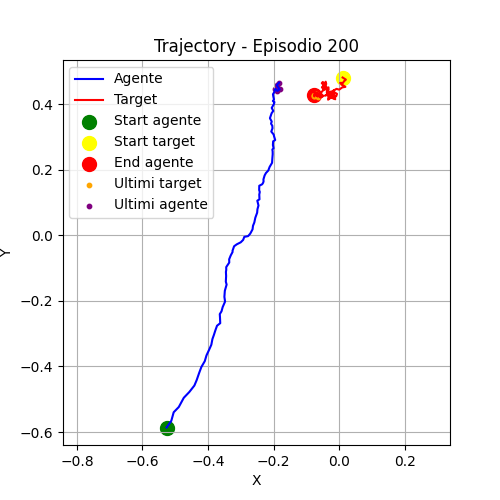 Trajectory - Episodio 200
Agente
Target
Start agente
Start target
End agente
Ultimi target
Ultimi agente
0.4
0.2
0.0
−0.2
−0.4
−0.6
Y
−0.8 −0.6 −0.4 −0.2 0.0 0.2
X